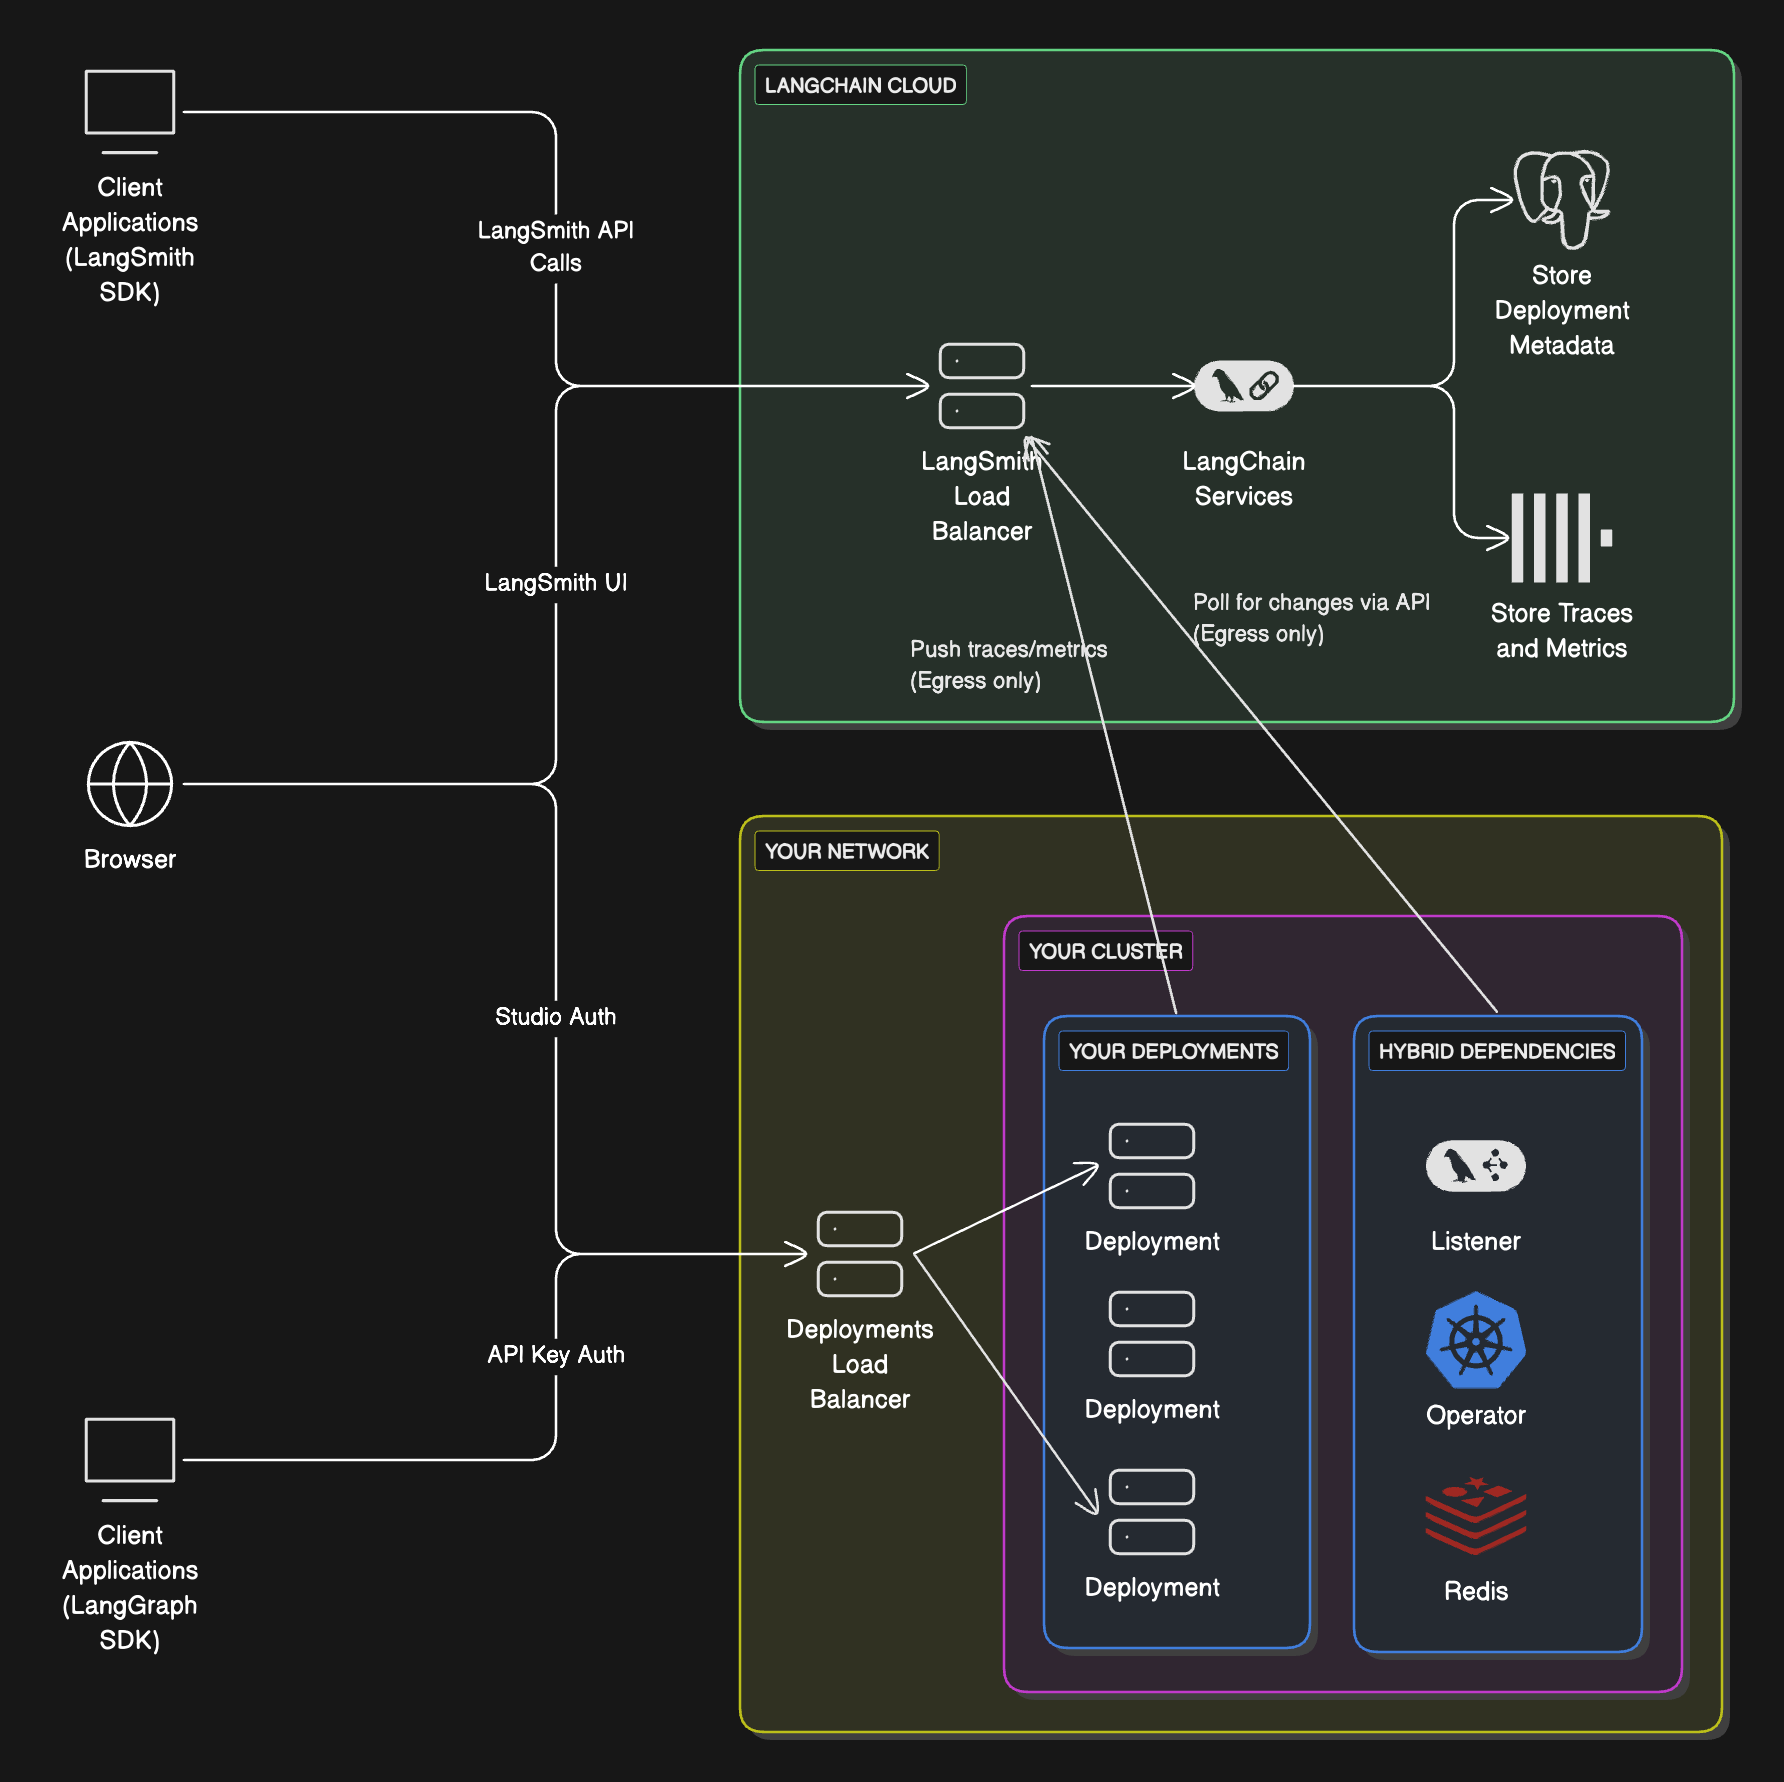 LANGCHAIN CLOUD
Client
Applications
(LangSmith
SDK)
LangSmith API
Calls
Store
Deployment
Metadata
LangSmith
Load
Balancer
LangChain
Services
LangSmith UI
Poll for changes via API
(Egress only)
Push traces/metrics
(Egress only)
Store Traces
and Metrics
Browser
YOUR NETWORK
YOUR CLUSTER
Studio Auth
YOUR DEPLOYMENTS
HYBRID DEPENDENCIES
Deployment
Listener
API Key Auth
Deployments
Load
Balancer
Deployment
Operator
Client
Applications
(LangGraph
SDK)
Deployment
Redis